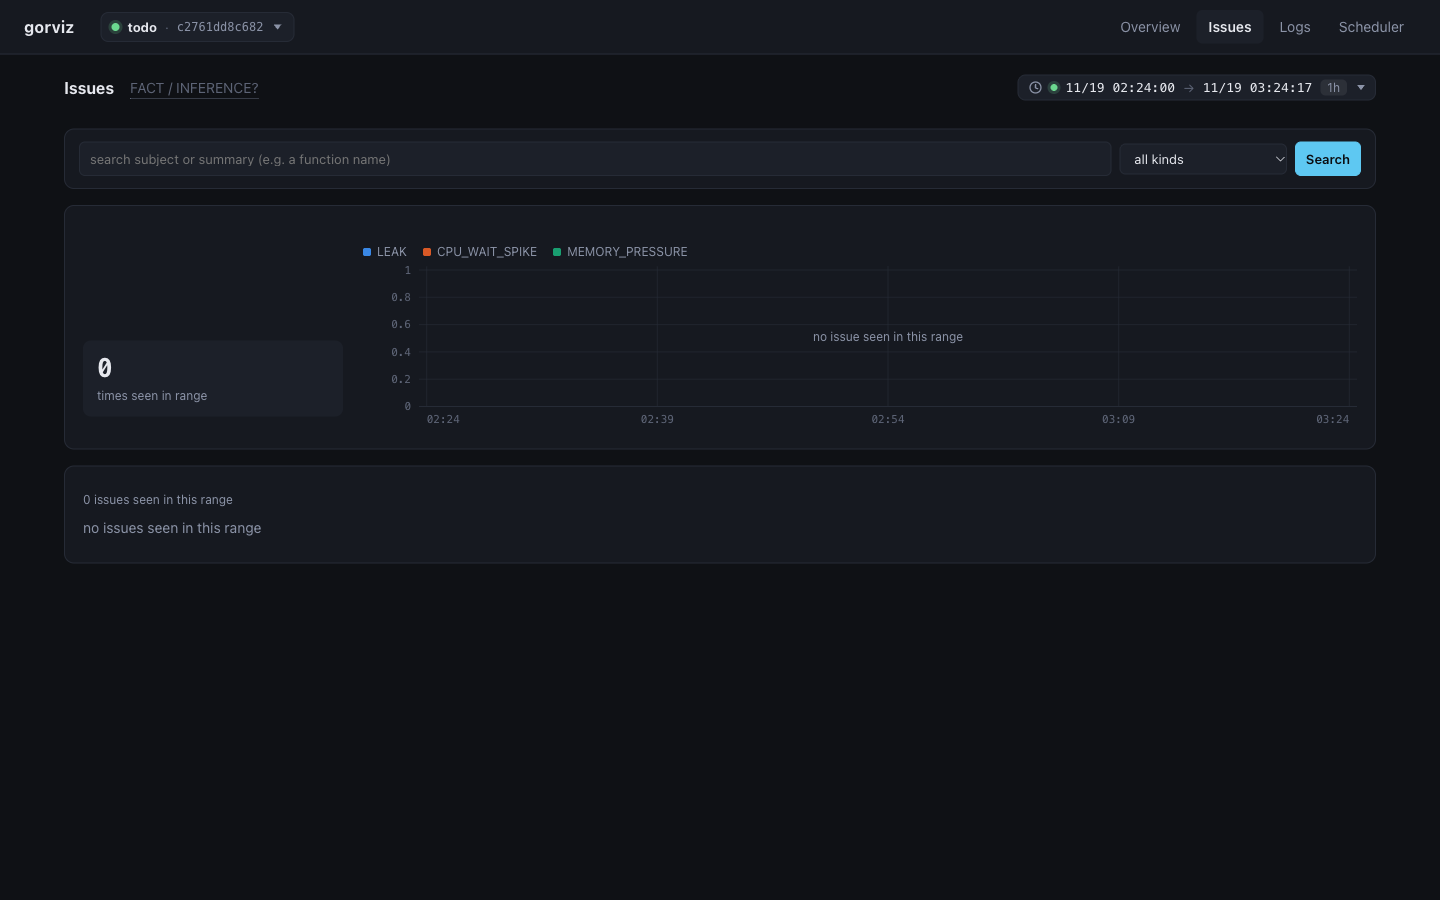 gorviz
todo · c2761dd8c682
Overview
Issues
Logs
Scheduler
Issues
FACT / INFERENCE?
11/19 02:24:00 → 11/19 03:24:17 1h
search subject or summary (e.g. a function name)
all kinds
Search
LEAK
CPU_WAIT_SPIKE
MEMORY_PRESSURE
1
0.8
0.6
0.4
0.2
0
no issue seen in this range
02:24
02:39
02:54
03:09
03:24
0
times seen in range
0 issues seen in this range
no issues seen in this range